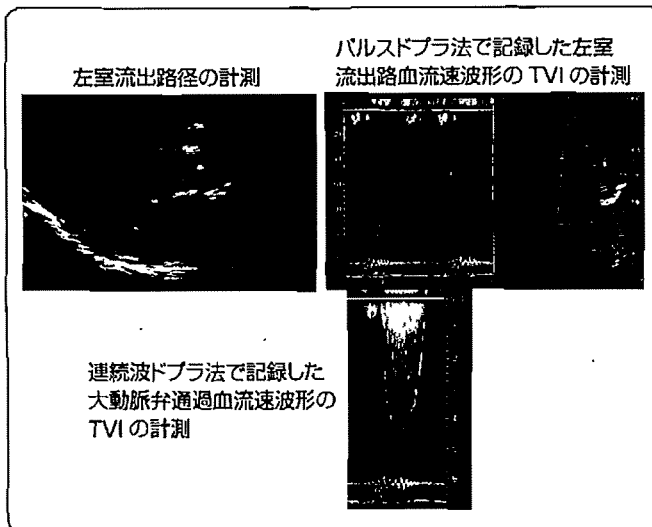 左室流出路径の計測
パルスドプラ法で記録した左室
流出路血流速波形の TVI の計測
連続波ドプラ法で記録した
大動脈弁通過血流速波形の
TVI の計測